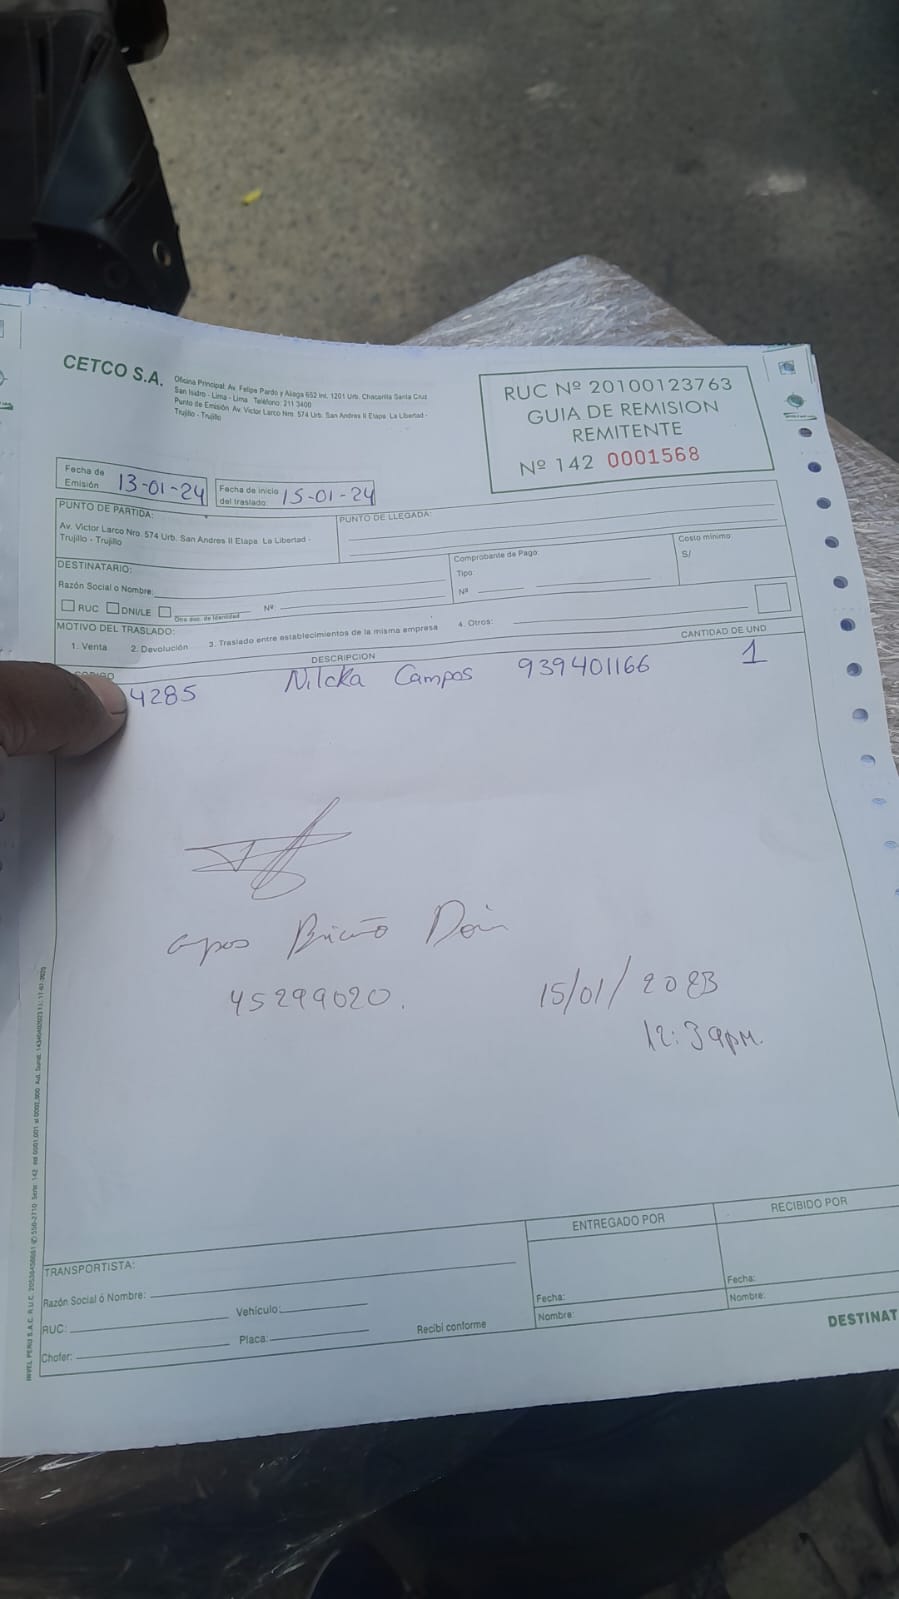 CETCO S.A.
Oficina Principal: Av. Felipe Pardo y Aliaga 652 Int. 1201 Urb. Chacarilla Santa Cruz
San Isidro - Lima - Lima Teléfono: 211 3400
Punto de Emisión Av. Victor Larco Nro. 574 Urb. San Andres II Etapa La Libertad -
Trujillo - Trujillo
RUC Nº 20100123763
GUIA DE REMISION
REMITENTE
Nº 142 0001568
Fecha de
Emisión 13-01-24
Fecha de inicio
del traslado: 15-01-24
PUNTO DE PARTIDA:
Av. Victor Larco Nro. 574 Urb. San Andres II Etapa La Libertad -
Trujillo - Trujillo
PUNTO DE LLEGADA:
DESTINATARIO:
Razón Social o Nombre:
RUC DNI/LE Otro doc. de Identidad Nº:
Comprobante de Pago:
Tipo
Nº
Costo mínimo
S/
MOTIVO DEL TRASLADO:
1. Venta 2. Devolución 3. Traslado entre establecimientos de la misma empresa 4. Otros:
DESCRIPCION
CANTIDAD DE UND
4285 Nilcka Campos 939401166 1
45299020.
15/01/2023
12:39pm.
TRANSPORTISTA:
Razón Social ó Nombre:
RUC:
Chofer:
Vehículo:
Placa:
Recibí conforme
ENTREGADO POR
Fecha:
Nombre:
RECIBIDO POR
Fecha:
Nombre:
DESTINAT